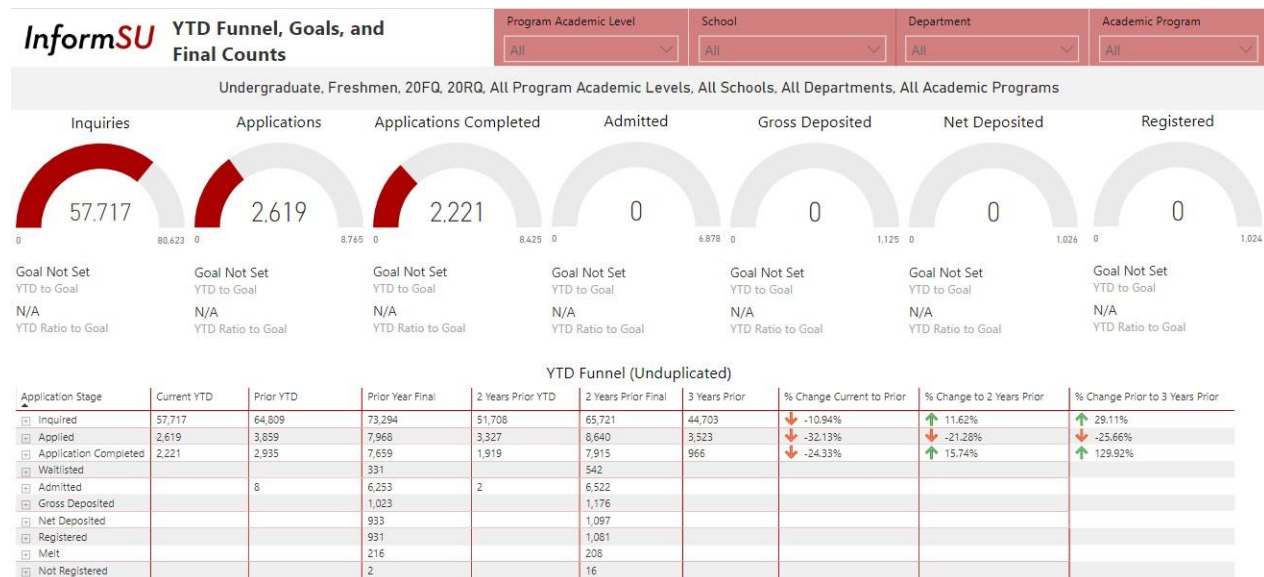 InformSU
YTD Funnel, Goals, and
Final Counts
Program Academic Level
All
School
All
Department
All
Academic Program
All
Undergraduate, Freshmen, 20FQ, 20RQ, All Program Academic Levels, All Schools, All Departments, All Academic Programs
Inquiries
57,717
0 80,623
Goal Not Set
YTD to Goal
N/A
YTD Ratio to Goal
Applications
2,619
0 8,765
Goal Not Set
YTD to Goal
N/A
YTD Ratio to Goal
Applications Completed
2,221
0 8,425
Goal Not Set
YTD to Goal
N/A
YTD Ratio to Goal
Admitted
0
0 6,878
Goal Not Set
YTD to Goal
N/A
YTD Ratio to Goal
Gross Deposited
0
0 1,125
Goal Not Set
YTD to Goal
N/A
YTD Ratio to Goal
Net Deposited
0
0 1,026
Goal Not Set
YTD to Goal
N/A
YTD Ratio to Goal
Registered
0
0 1,024
Goal Not Set
YTD to Goal
N/A
YTD Ratio to Goal
YTD Funnel (Unduplicated)
Application Stage Current YTD Prior YTD Prior Year Final 2 Years Prior YTD 2 Years Prior Final 3 Years Prior % Change Current to Prior % Change to 2 Years Prior % Change Prior to 3 Years Prior
Inquired 57,717 64,809 73,294 51,708 65,721 44,703 -10.94% 11.62% 29.11%
Applied 2,619 3,859 7,968 3,327 8,640 3,523 -32.13% -21.28% -25.66%
Application Completed 2,221 2,935 7,659 1,919 7,915 966 -24.33% 15.74% 129.92%
Waitlisted 331 542
Admitted 8 6,253 2 6,522
Gross Deposited 1,023 1,176
Net Deposited 933 1,097
Registered 931 1,081
Melt 216 208
Not Registered 2 16